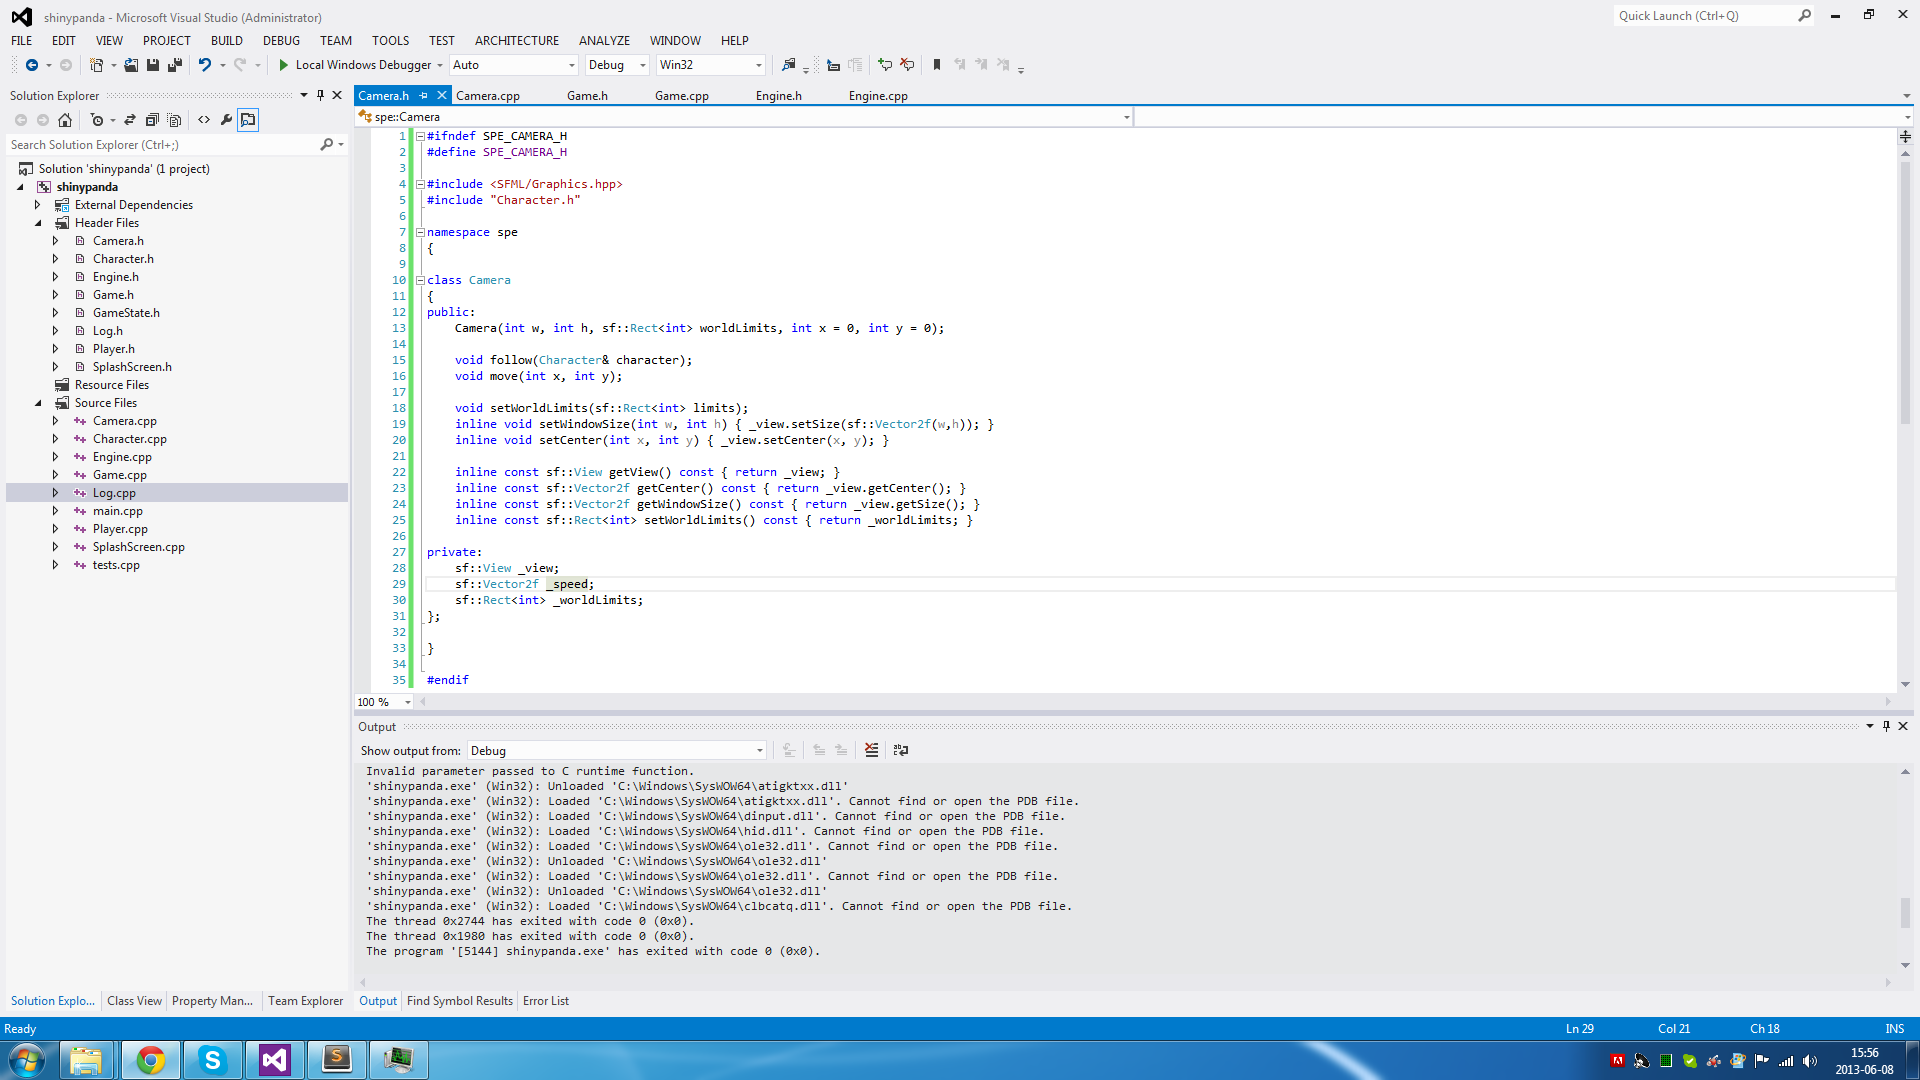 shinypanda - Microsoft Visual Studio (Administrator)
Quick Launch (Ctrl+Q)
FILE EDIT VIEW PROJECT BUILD DEBUG TEAM TOOLS TEST ARCHITECTURE ANALYZE WINDOW HELP
Local Windows Debugger Auto Debug Win32
Solution Explorer
Search Solution Explorer (Ctrl+;)
Solution 'shinypanda' (1 project)
shinypanda
External Dependencies
Header Files
Camera.h
Character.h
Engine.h
Game.h
GameState.h
Log.h
Player.h
SplashScreen.h
Resource Files
Source Files
Camera.cpp
Character.cpp
Engine.cpp
Game.cpp
Log.cpp
main.cpp
Player.cpp
SplashScreen.cpp
tests.cpp
Solution Explo... Class View Property Man... Team Explorer
Camera.h Camera.cpp Game.h Game.cpp Engine.h Engine.cpp
spe::Camera
1 #ifndef SPE_CAMERA_H
2 #define SPE_CAMERA_H
3
4 #include <SFML/Graphics.hpp>
5 #include "Character.h"
6
7 namespace spe
8 {
9
10 class Camera
11 {
12 public:
13 Camera(int w, int h, sf::Rect<int> worldLimits, int x = 0, int y = 0);
14
15 void follow(Character& character);
16 void move(int x, int y);
17
18 void setWorldLimits(sf::Rect<int> limits);
19 inline void setWindowSize(int w, int h) { _view.setSize(sf::Vector2f(w,h)); }
20 inline void setCenter(int x, int y) { _view.setCenter(x, y); }
21
22 inline const sf::View getView() const { return _view; }
23 inline const sf::Vector2f getCenter() const { return _view.getCenter(); }
24 inline const sf::Vector2f getWindowSize() const { return _view.getSize(); }
25 inline const sf::Rect<int> setWorldLimits() const { return _worldLimits; }
26
27 private:
28 sf::View _view;
29 sf::Vector2f _speed;
30 sf::Rect<int> _worldLimits;
31 };
32
33 }
34
35 #endif
100 %
Output
Show output from: Debug
Invalid parameter passed to C runtime function.
'shinypanda.exe' (Win32): Unloaded 'C:\Windows\SysWOW64\atigktxx.dll'
'shinypanda.exe' (Win32): Loaded 'C:\Windows\SysWOW64\atigktxx.dll'. Cannot find or open the PDB file.
'shinypanda.exe' (Win32): Loaded 'C:\Windows\SysWOW64\dinput.dll'. Cannot find or open the PDB file.
'shinypanda.exe' (Win32): Loaded 'C:\Windows\SysWOW64\hid.dll'. Cannot find or open the PDB file.
'shinypanda.exe' (Win32): Loaded 'C:\Windows\SysWOW64\ole32.dll'. Cannot find or open the PDB file.
'shinypanda.exe' (Win32): Unloaded 'C:\Windows\SysWOW64\ole32.dll'
'shinypanda.exe' (Win32): Loaded 'C:\Windows\SysWOW64\ole32.dll'. Cannot find or open the PDB file.
'shinypanda.exe' (Win32): Unloaded 'C:\Windows\SysWOW64\ole32.dll'
'shinypanda.exe' (Win32): Loaded 'C:\Windows\SysWOW64\clbcatq.dll'. Cannot find or open the PDB file.
The thread 0x2744 has exited with code 0 (0x0).
The thread 0x1980 has exited with code 0 (0x0).
The program '[5144] shinypanda.exe' has exited with code 0 (0x0).
Output Find Symbol Results Error List
Ready Ln 29 Col 21 Ch 18 INS
15:56
2013-06-08